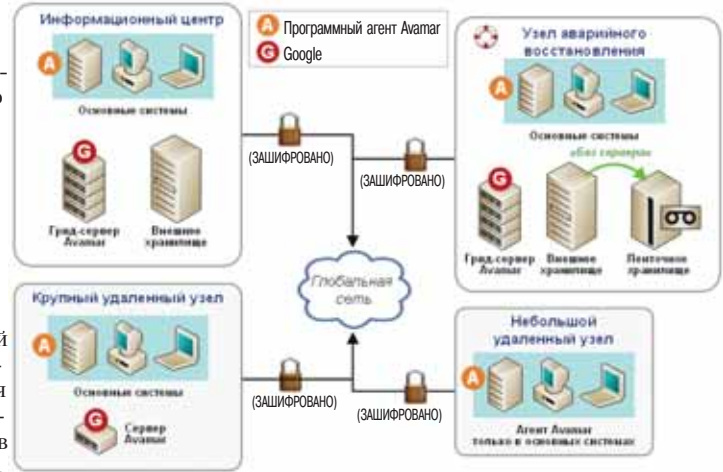 Информационный центр
A
Основные системы
G
Грид-сервер
Avamar
Внешнее
хранилище
A Программный агент Avamar
G Google
Узел аварийного
восстановления
A
Основные системы
G
Грид-сервер
Avamar
Внешнее
хранилище
Ленточное
хранилище
(ЗАШИФРОВАНО)
(ЗАШИФРОВАНО)
Глобальная
сеть
Крупный удаленный узел
A
Основные системы
G
Сервер
Avamar
(ЗАШИФРОВАНО)
(ЗАШИФРОВАНО)
Небольшой
удаленный узел
A
Агент Avamar
только в основных системах
й
я
в